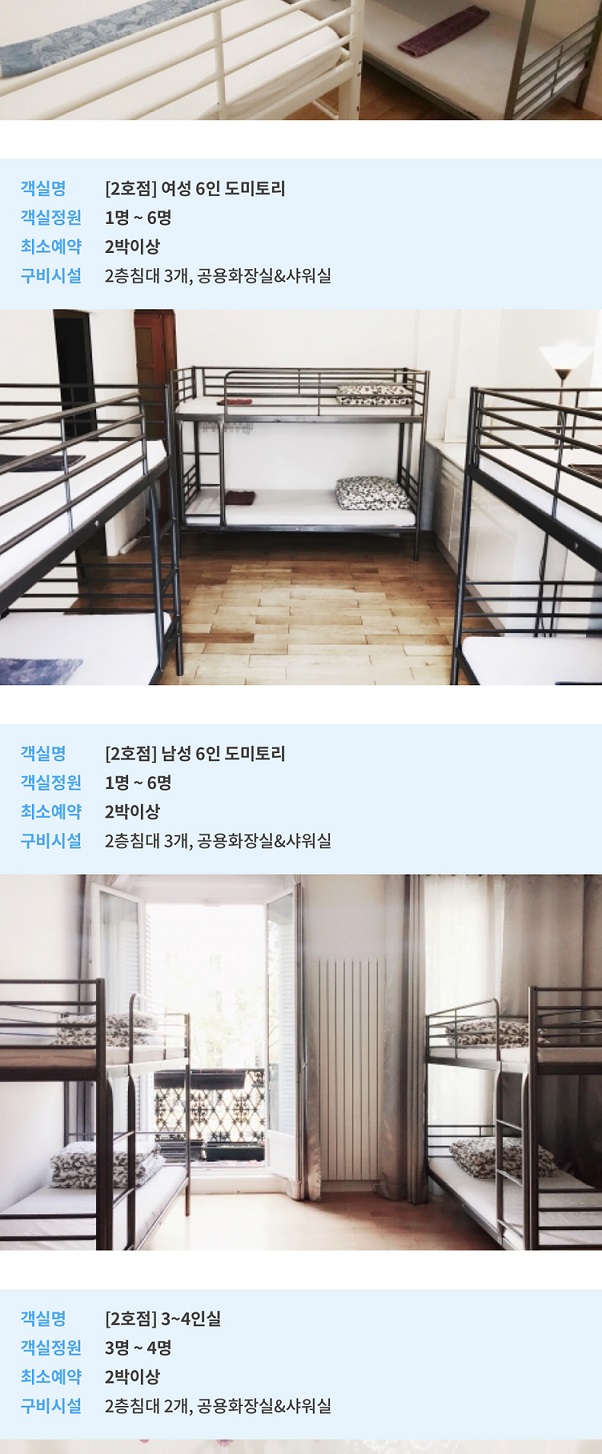 객실명 [2호점] 여성 6인 도미토리
객실정원 1명 ~ 6명
최소예약 2박이상
구비시설 2층침대 3개, 공용화장실&샤워실
객실명 [2호점] 남성 6인 도미토리
객실정원 1명 ~ 6명
최소예약 2박이상
구비시설 2층침대 3개, 공용화장실&샤워실
객실명 [2호점] 3~4인실
객실정원 3명 ~ 4명
최소예약 2박이상
구비시설 2층침대 2개, 공용화장실&샤워실